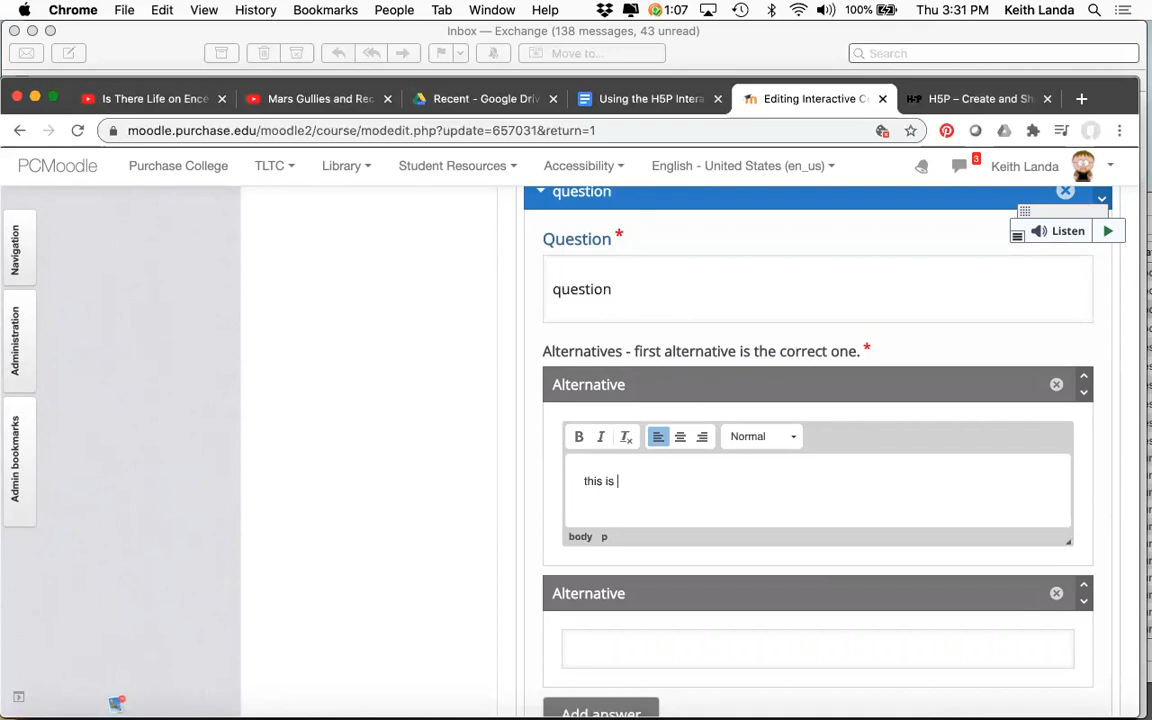 Chrome File Edit View History Bookmarks People Tab Window Help 1:07 100% Thu 3:31 PM Keith Landa
Inbox — Exchange (138 messages, 43 unread)
Move to... Search
Is There Life on Ence Mars Gullies and Rec Recent - Google Driv Using the H5P Intera Editing Interactive C H5P – Create and Sh
moodle.purchase.edu/moodle2/course/modedit.php?update=657031&return=1
PCMoodle Purchase College TLTC Library Student Resources Accessibility English - United States (en_us) 3 Keith Landa
question
Listen
Navigation
Administration
Admin bookmarks
Question *
question
Alternatives - first alternative is the correct one. *
Alternative
B I Tx Normal
this is
body p
Alternative
Add answer